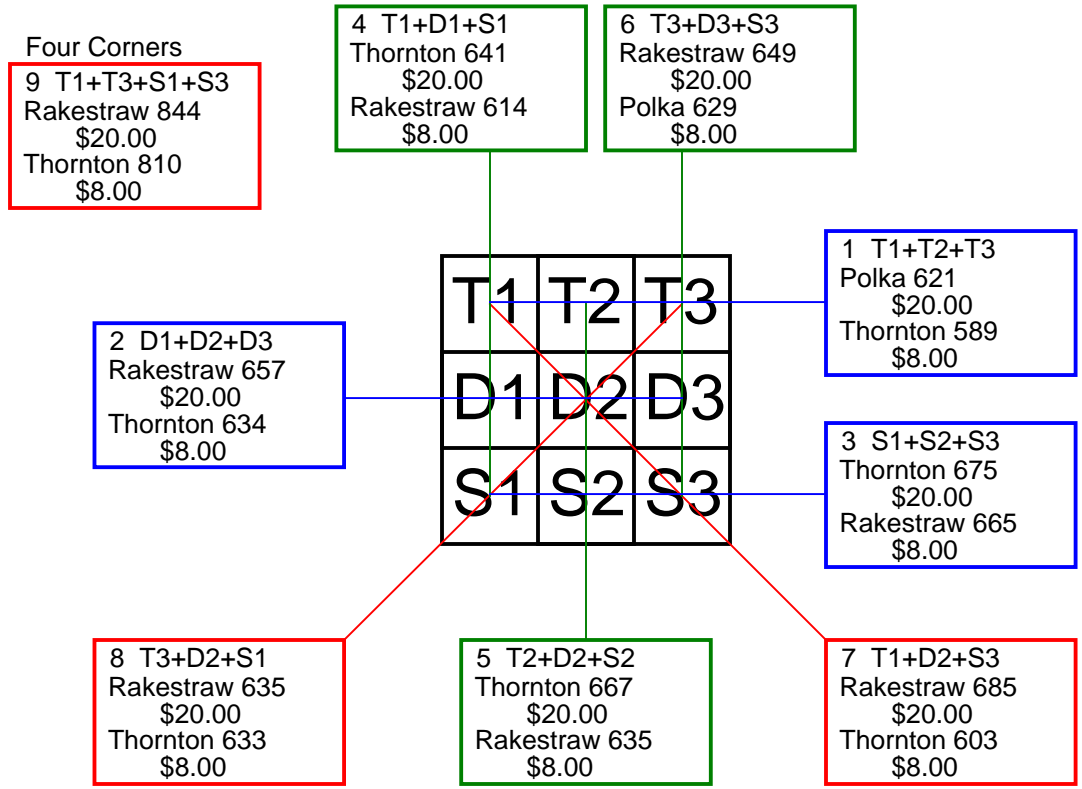 Four Corners
9 T1+T3+S1+S3
Rakestraw 844
$20.00
Thornton 810
$8.00
4 T1+D1+S1
Thornton 641
$20.00
Rakestraw 614
$8.00
6 T3+D3+S3
Rakestraw 649
$20.00
Polka 629
$8.00
1 T1+T2+T3
Polka 621
$20.00
Thornton 589
$8.00
2 D1+D2+D3
Rakestraw 657
$20.00
Thornton 634
$8.00
T1 T2 T3
D1 D2 D3
S1 S2 S3
3 S1+S2+S3
Thornton 675
$20.00
Rakestraw 665
$8.00
8 T3+D2+S1
Rakestraw 635
$20.00
Thornton 633
$8.00
5 T2+D2+S2
Thornton 667
$20.00
Rakestraw 635
$8.00
7 T1+D2+S3
Rakestraw 685
$20.00
Thornton 603
$8.00